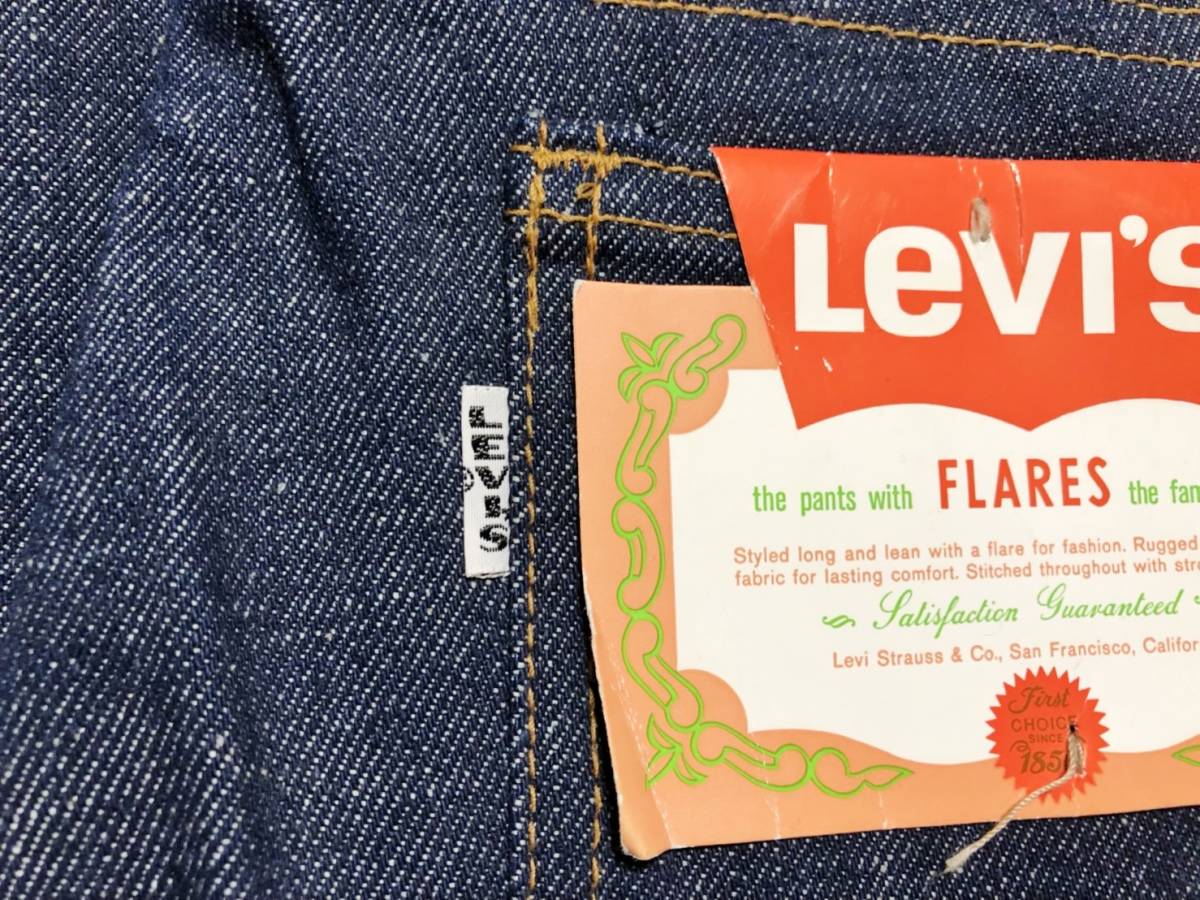 LEVI'S
®
LEVI'S
the pants with FLARES the fam
Styled long and lean with a flare for fashion. Rugged
fabric for lasting comfort. Stitched throughout with stro
Satisfaction Guaranteed
Levi Strauss & Co., San Francisco, Califor
First
CHOICE
SINCE
185